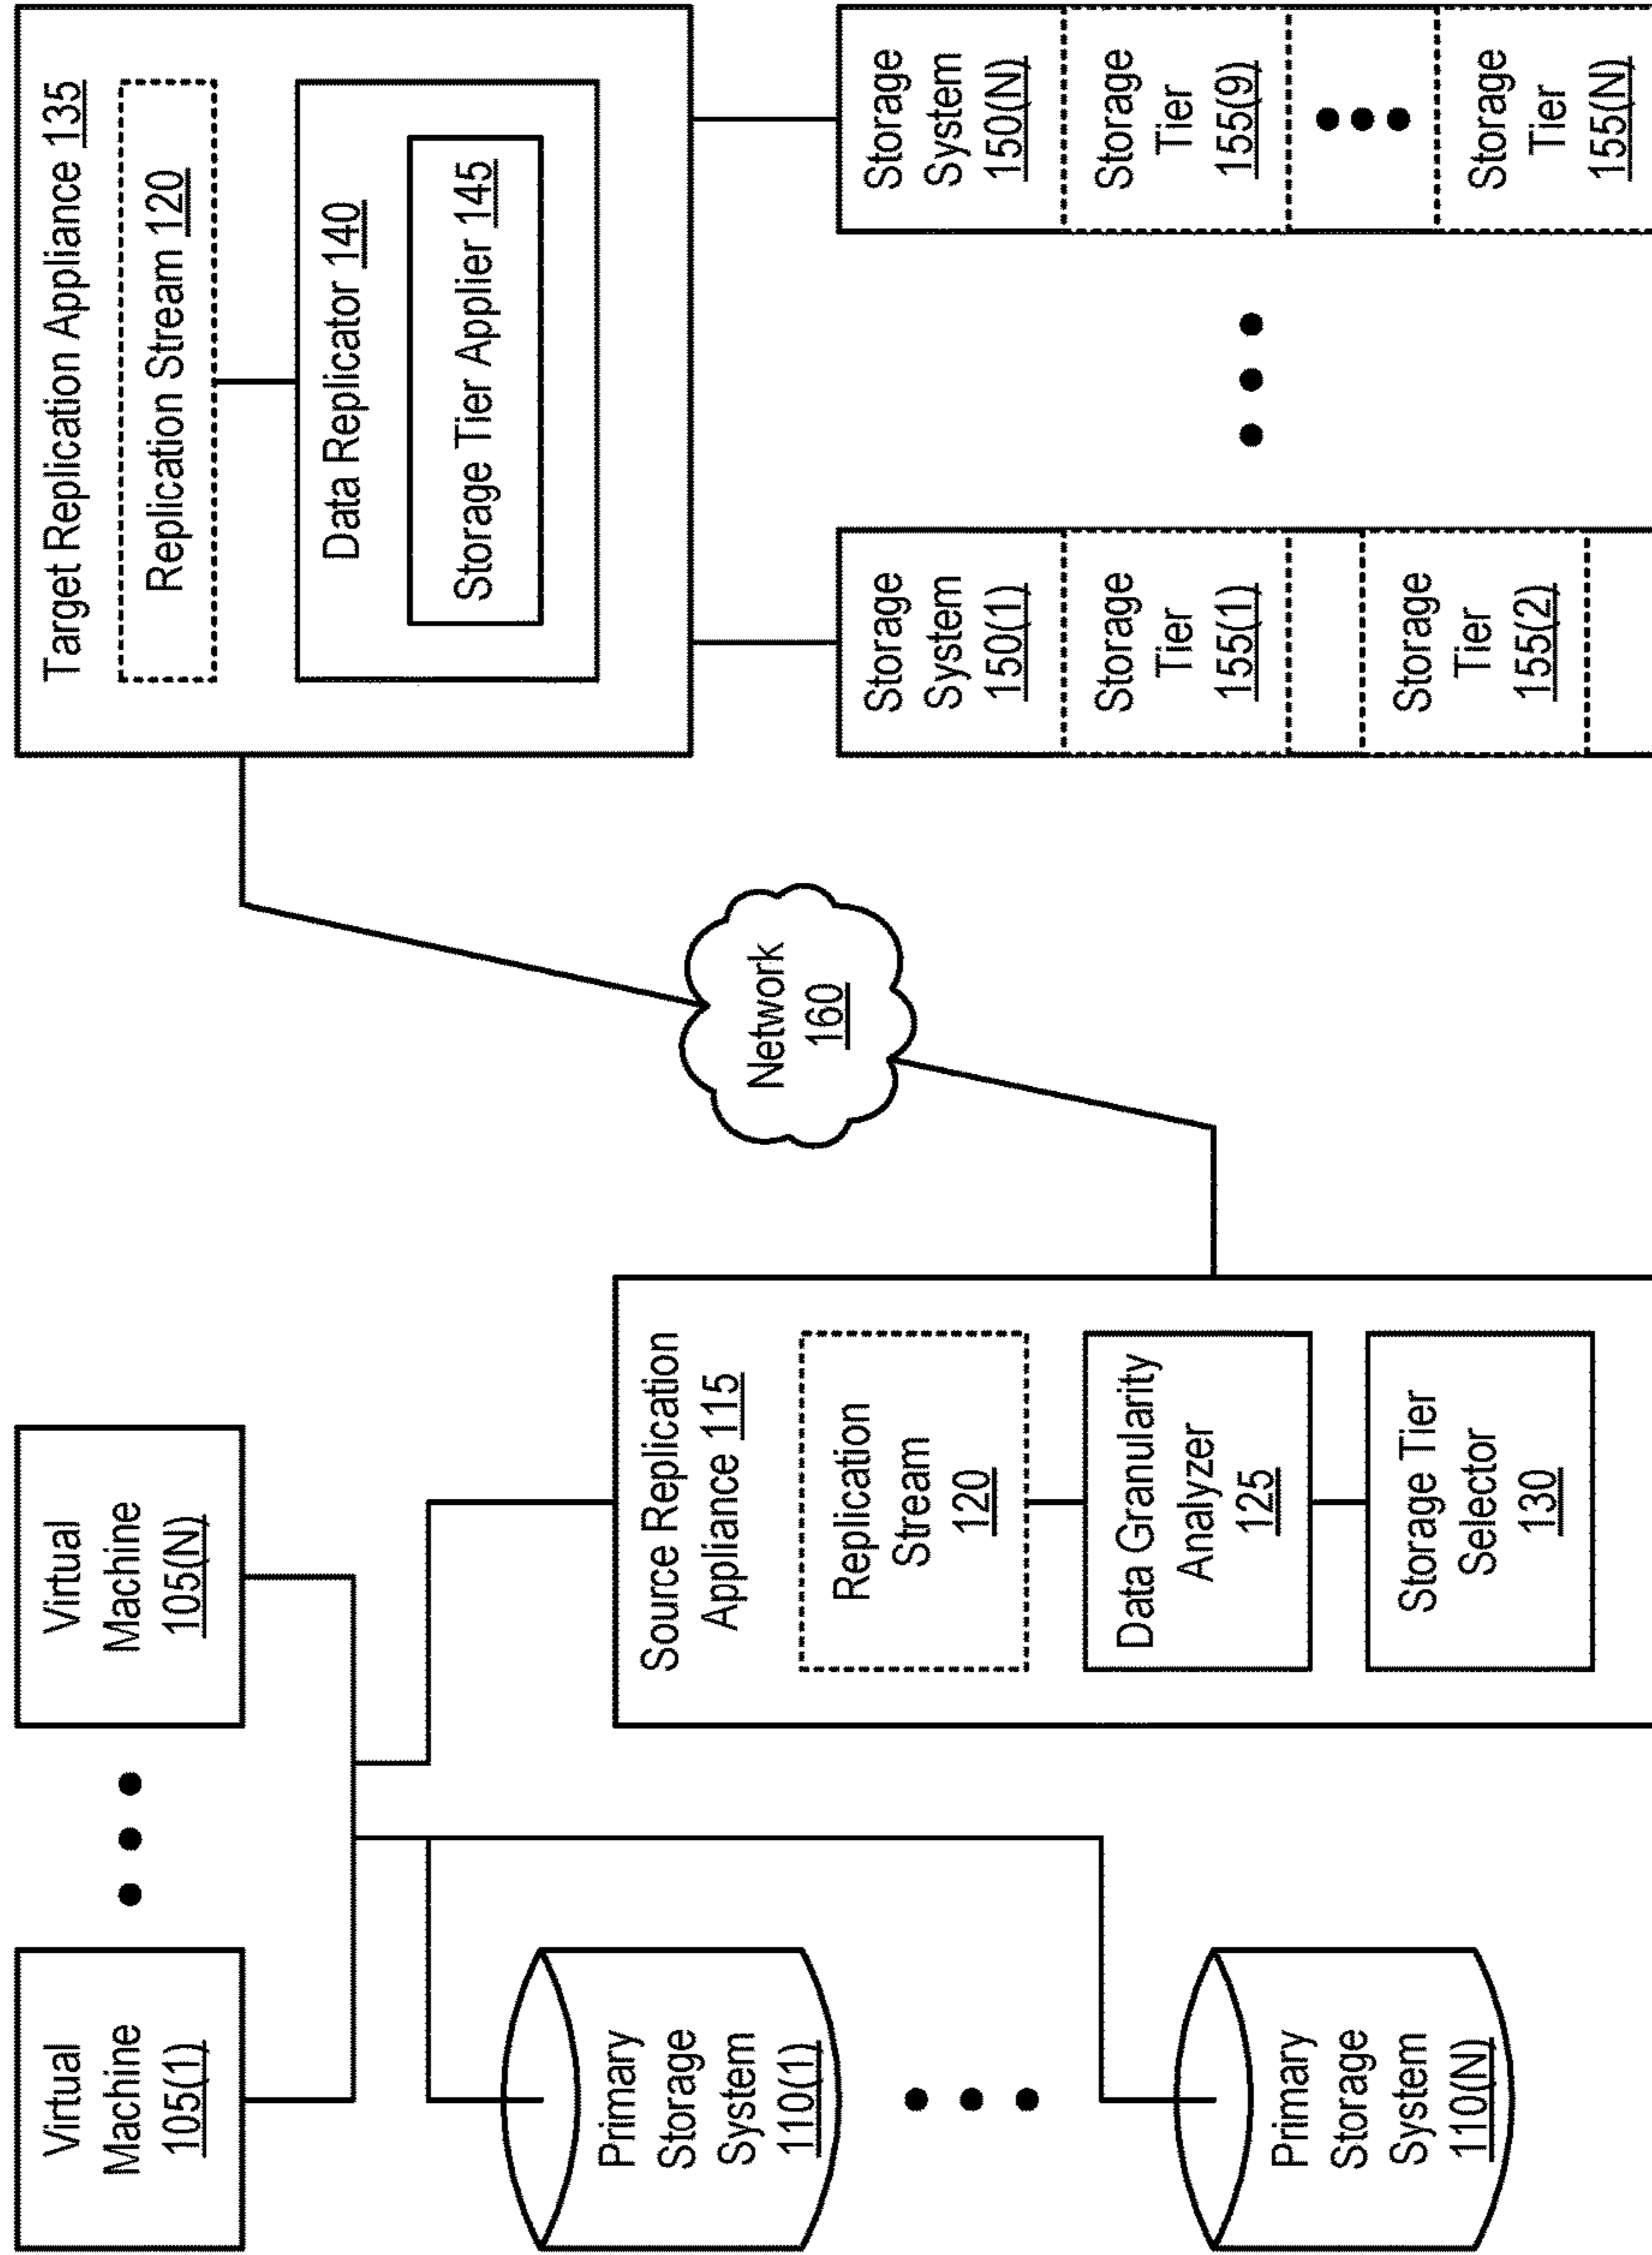 Virtual
Machine
105(1)
Virtual
Machine
105(N)
Primary
Storage
System
110(1)
Primary
Storage
System
110(N)
Source Replication
Appliance 115
Replication
Stream
120
Data Granularity
Analyzer
125
Storage Tier
Selector
130
Network
160
Target Replication Appliance 135
Replication Stream 120
Data Replicator 140
Storage Tier Applier 145
Storage
System
150(1)
Storage
Tier
155(1)
Storage
Tier
155(2)
Storage
System
150(N)
Storage
Tier
155(9)
Storage
Tier
155(N)